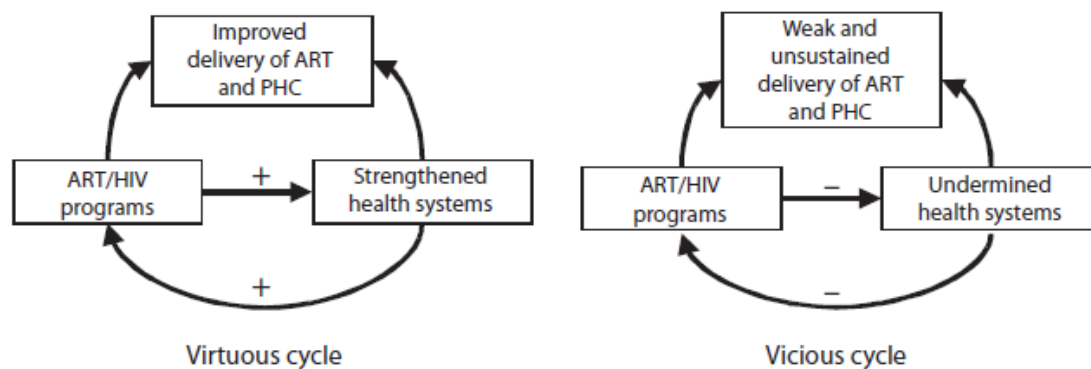 Improved
delivery of ART
and PHC
ART/HIV
programs
+
Strengthened
health systems
+
Virtuous cycle
Weak and
unsustained
delivery of ART
and PHC
ART/HIV
programs
–
Undermined
health systems
–
Vicious cycle